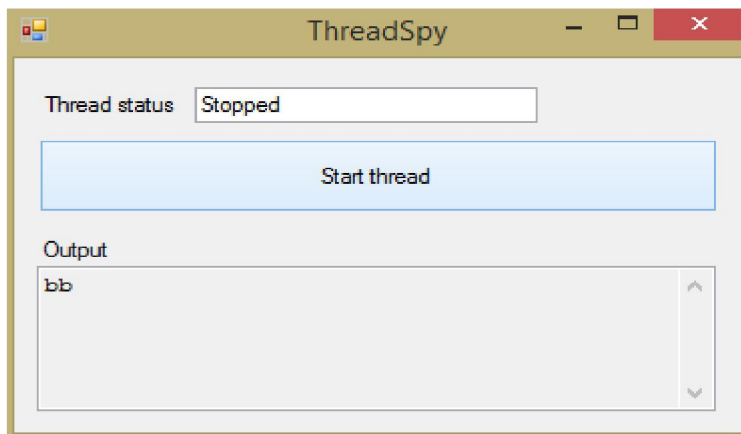 ThreadSpy
Thread status Stopped
Start thread
Output
bb